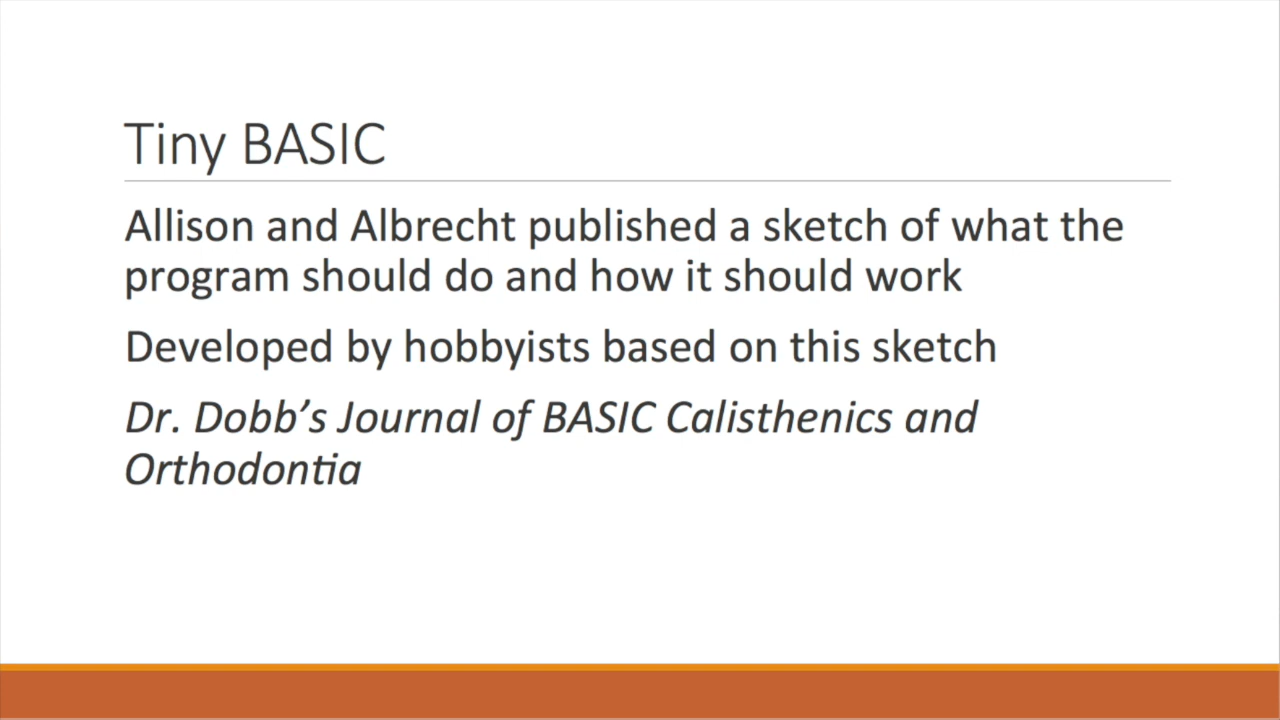 Tiny BASIC
Allison and Albrecht published a sketch of what the
program should do and how it should work
Developed by hobbyists based on this sketch
Dr. Dobb’s Journal of BASIC Calisthenics and
Orthodontia